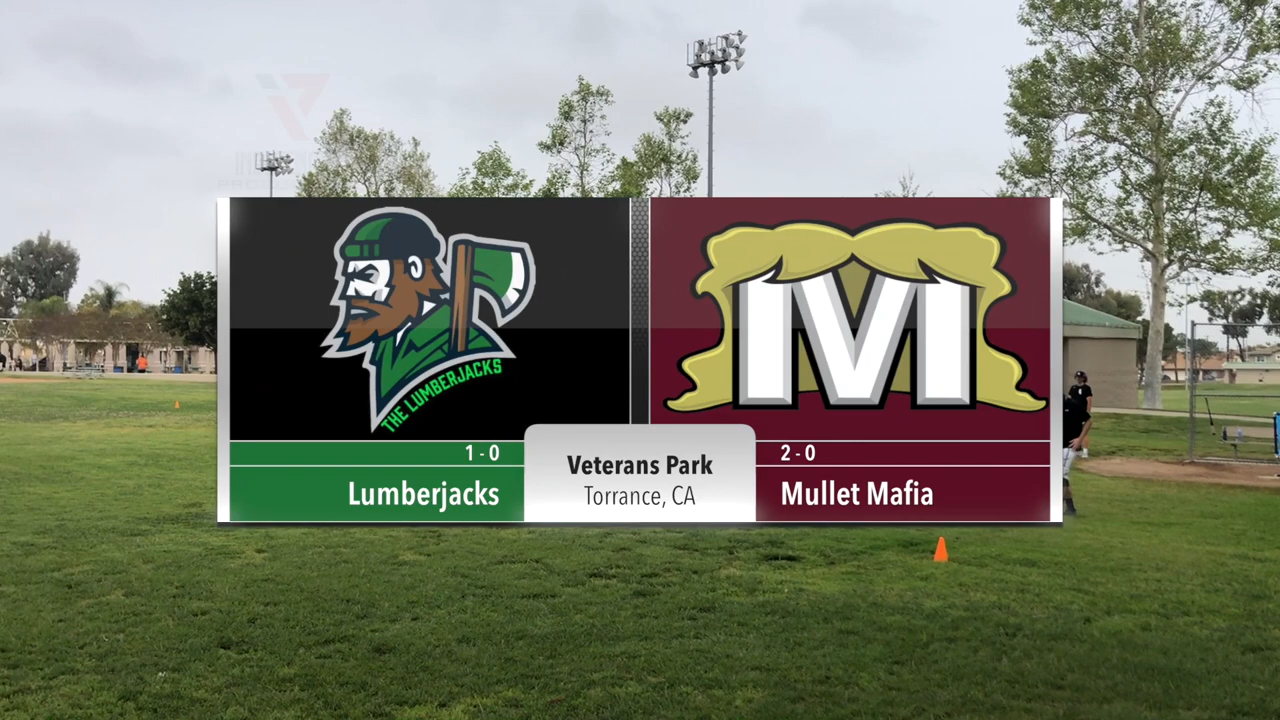 THE LUMBERJACKS
M
1 - 0
Lumberjacks
Veterans Park
Torrance, CA
2 - 0
Mullet Mafia